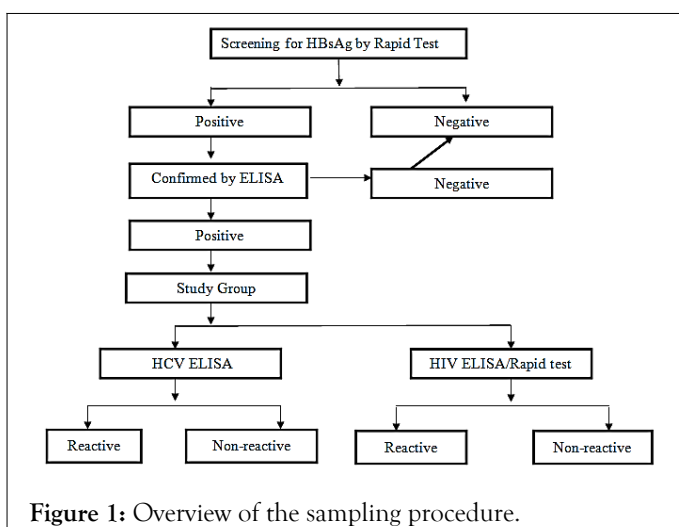 Screening for HBsAg by Rapid Test
Positive
Negative
Confirmed by ELISA
Negative
Positive
Study Group
HCV ELISA
HIV ELISA/Rapid test
Reactive
Non-reactive
Reactive
Non-reactive
Figure 1: Overview of the sampling procedure.